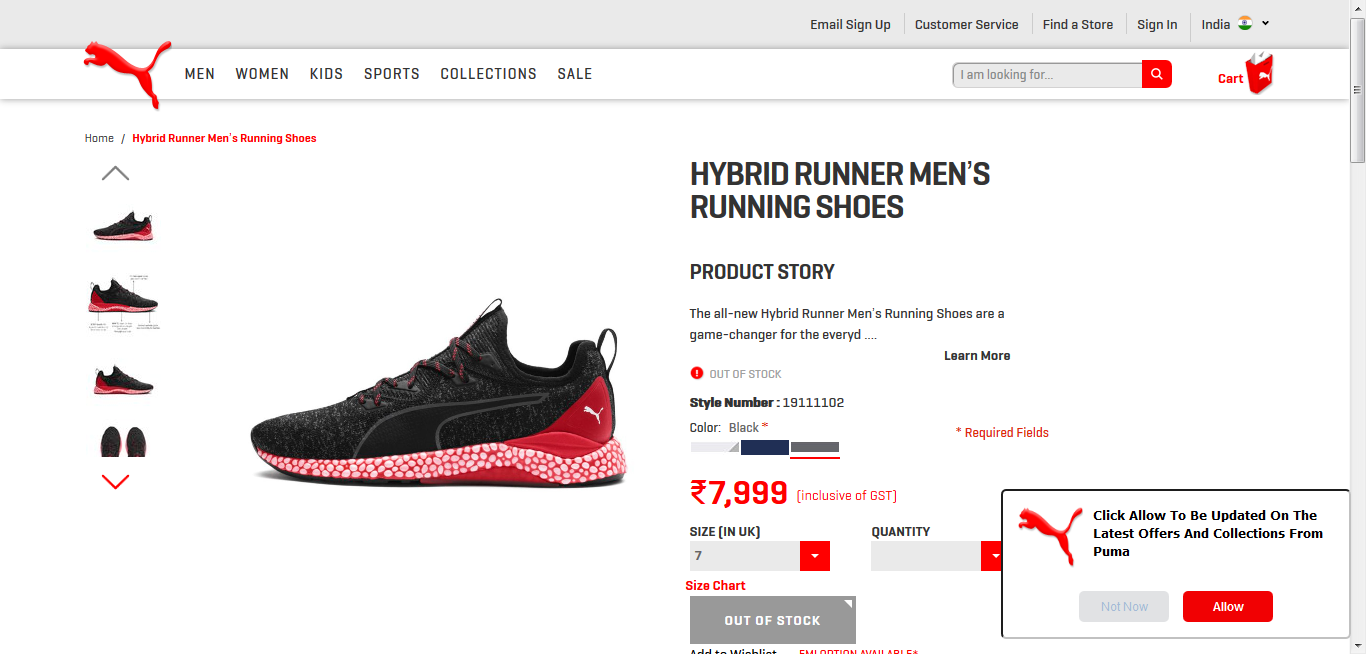 Email Sign Up
Customer Service
Find a Store
Sign In
India
MEN
WOMEN
KIDS
SPORTS
COLLECTIONS
SALE
I am looking for...
Cart
Home / Hybrid Runner Men's Running Shoes
HYBRID RUNNER MEN'S
RUNNING SHOES
PRODUCT STORY
The all-new Hybrid Runner Men's Running Shoes are a
game-changer for the everyd ....
Learn More
OUT OF STOCK
Style Number : 19111102
Color: Black *
* Required Fields
₹7,999 (inclusive of GST)
SIZE (IN UK)
QUANTITY
7
Size Chart
OUT OF STOCK
Add to Wishlist
EMI OPTION AVAILABLE*
Click Allow To Be Updated On The
Latest Offers And Collections From
Puma
Not Now
Allow